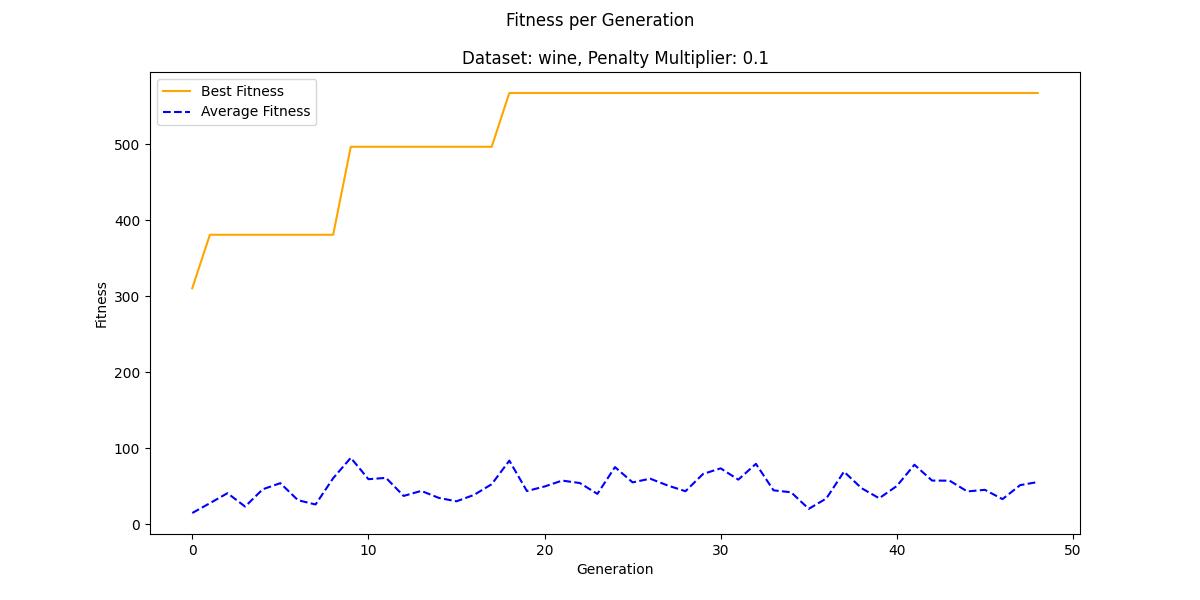 Fitness per Generation
Dataset: wine, Penalty Multiplier: 0.1
Best Fitness
Average Fitness
500
400
300
200
100
0
Fitness
0 10 20 30 40 50
Generation